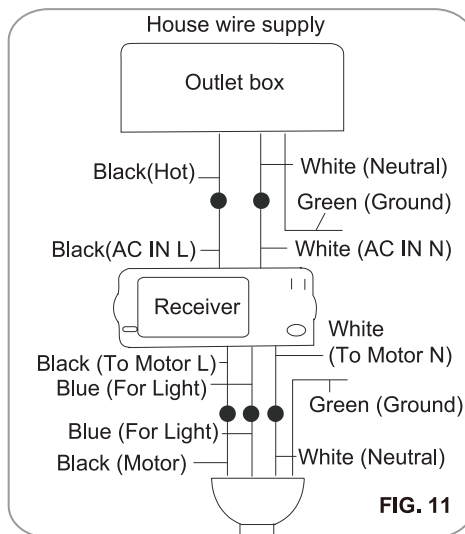 House wire supply
Outlet box
Black(Hot)
White (Neutral)
Green (Ground)
Black(AC IN L)
White (AC IN N)
Receiver
White
(To Motor N)
Black (To Motor L)
Blue (For Light)
Green (Ground)
Blue (For Light)
Black (Motor)
White (Neutral)
FIG. 11